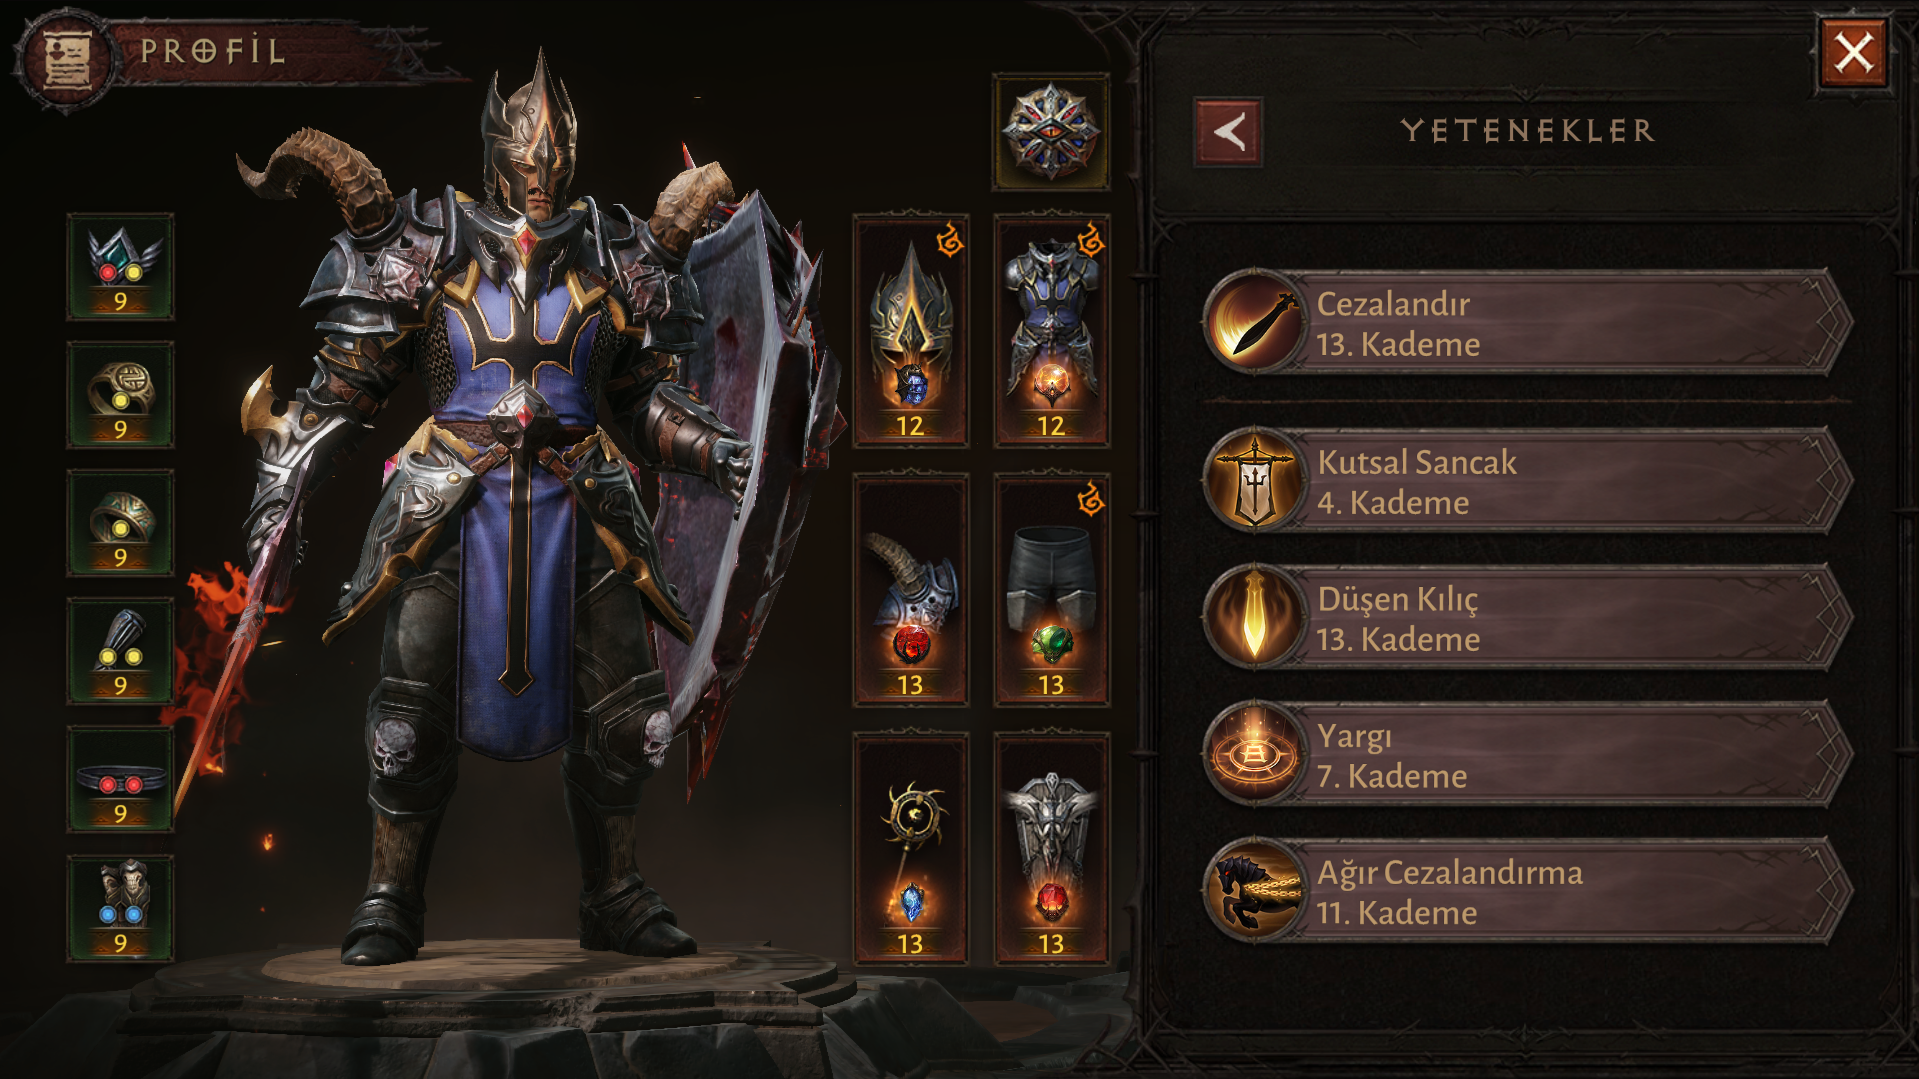 PROFİL
9
9
9
9
9
9
12
12
13
13
13
13
YETENEKLER
Cezalandır
13. Kademe
Kutsal Sancak
4. Kademe
Düşen Kılıç
13. Kademe
Yargı
7. Kademe
Ağır Cezalandırma
11. Kademe